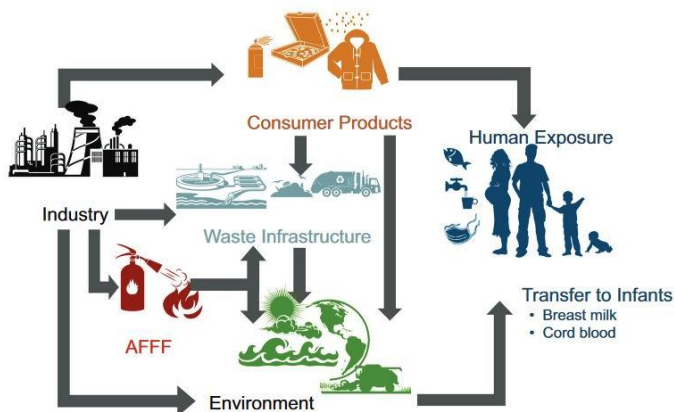 Consumer Products
Human Exposure
Industry
Waste Infrastructure
AFFF
Transfer to Infants
• Breast milk
• Cord blood
Environment